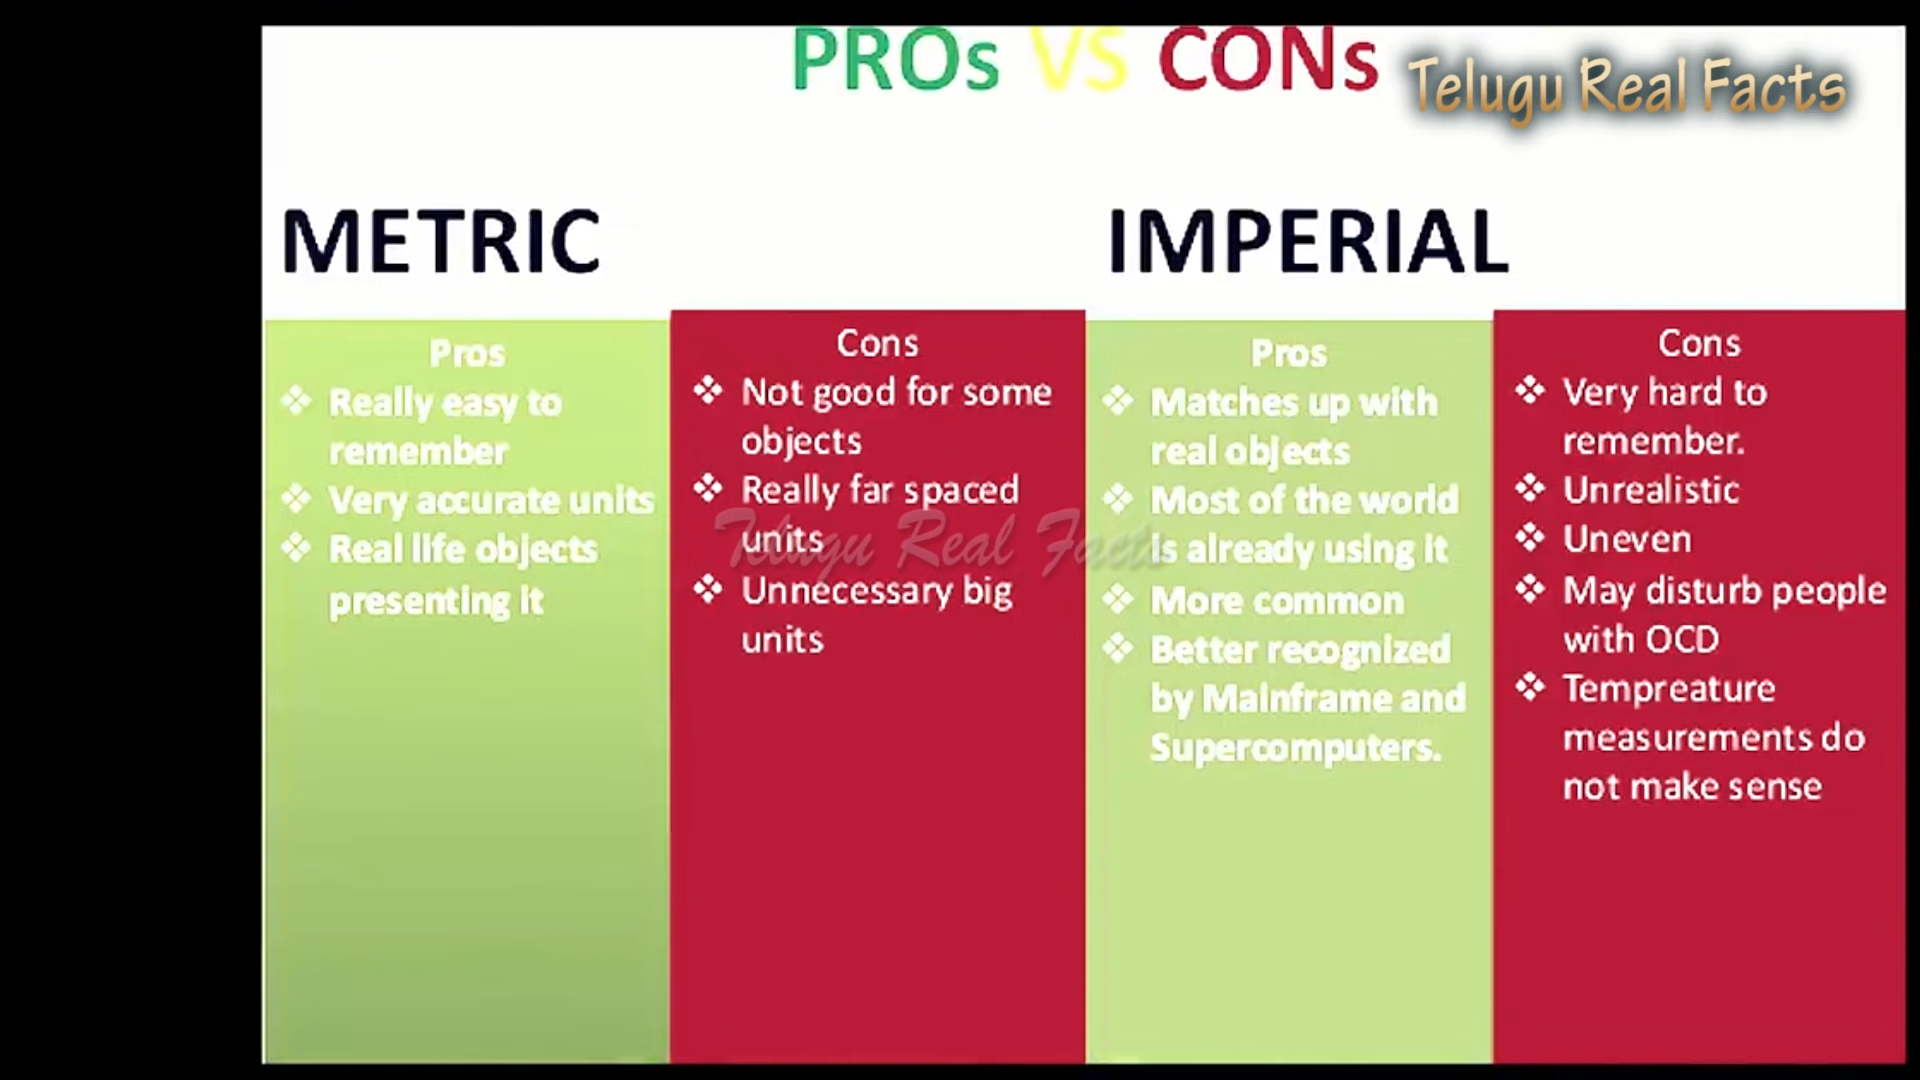 PROs VS CONs
Telugu Real Facts
METRIC
IMPERIAL
Pros
❖ Really easy to
remember
❖ Very accurate units
❖ Real life objects
presenting it
Cons
❖ Not good for some
objects
❖ Really far spaced
units
❖ Unnecessary big
units
Pros
❖ Matches up with
real objects
❖ Most of the world
is already using it
❖ More common
❖ Better recognized
by Mainframe and
Supercomputers.
Cons
❖ Very hard to
remember.
❖ Unrealistic
❖ Uneven
❖ May disturb people
with OCD
❖ Tempreature
measurements do
not make sense
Telugu Real Facts